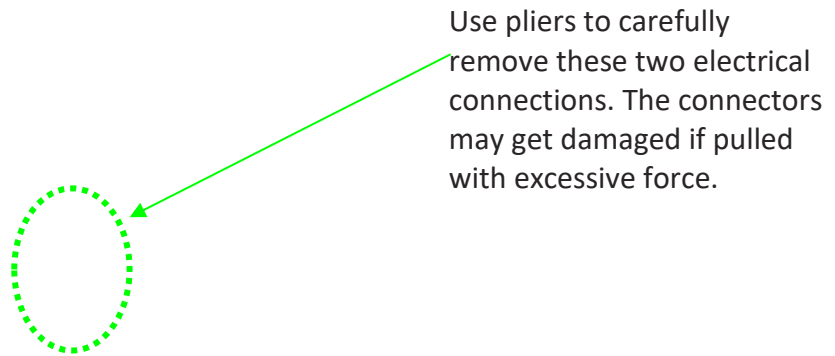 Use pliers to carefully
remove these two electrical
connections. The connectors
may get damaged if pulled
with excessive force.